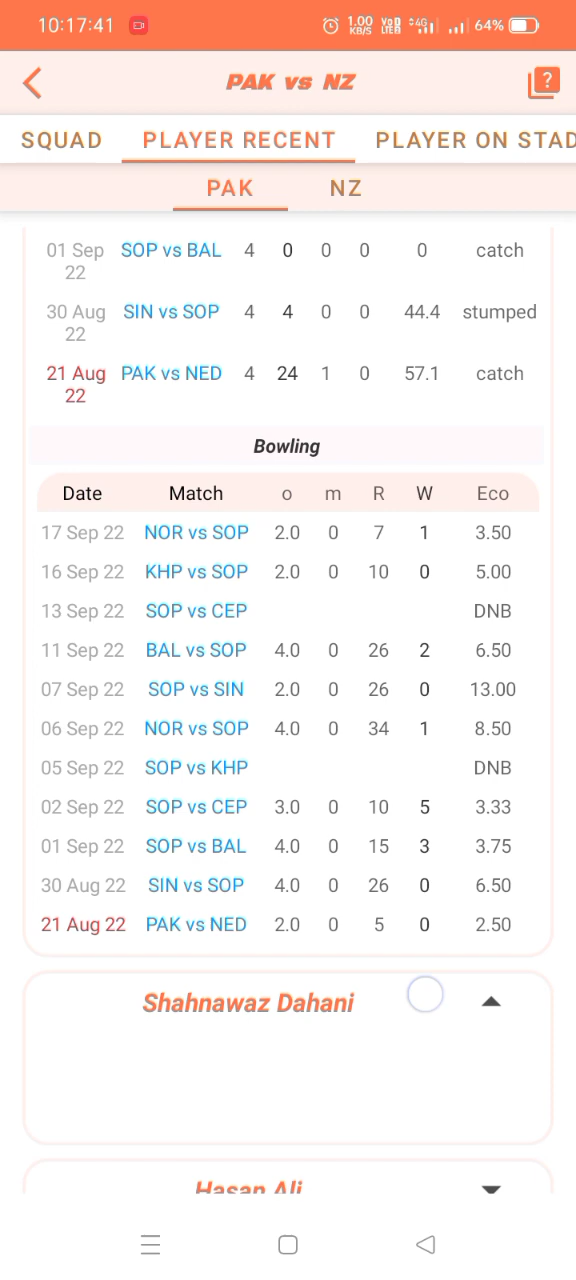 10:17:41 1.00 KB/S VoD LTED 4G 64%
PAK vs NZ ?
SQUAD PLAYER RECENT PLAYER ON STAD
PAK NZ
01 Sep 22 SOP vs BAL 4 0 0 0 0 catch
30 Aug 22 SIN vs SOP 4 4 0 0 44.4 stumped
21 Aug 22 PAK vs NED 4 24 1 0 57.1 catch
Bowling
Date Match o m R W Eco
17 Sep 22 NOR vs SOP 2.0 0 7 1 3.50
16 Sep 22 KHP vs SOP 2.0 0 10 0 5.00
13 Sep 22 SOP vs CEP DNB
11 Sep 22 BAL vs SOP 4.0 0 26 2 6.50
07 Sep 22 SOP vs SIN 2.0 0 26 0 13.00
06 Sep 22 NOR vs SOP 4.0 0 34 1 8.50
05 Sep 22 SOP vs KHP DNB
02 Sep 22 SOP vs CEP 3.0 0 10 5 3.33
01 Sep 22 SOP vs BAL 4.0 0 15 3 3.75
30 Aug 22 SIN vs SOP 4.0 0 26 0 6.50
21 Aug 22 PAK vs NED 2.0 0 5 0 2.50
Shahnawaz Dahani
Hasan Ali